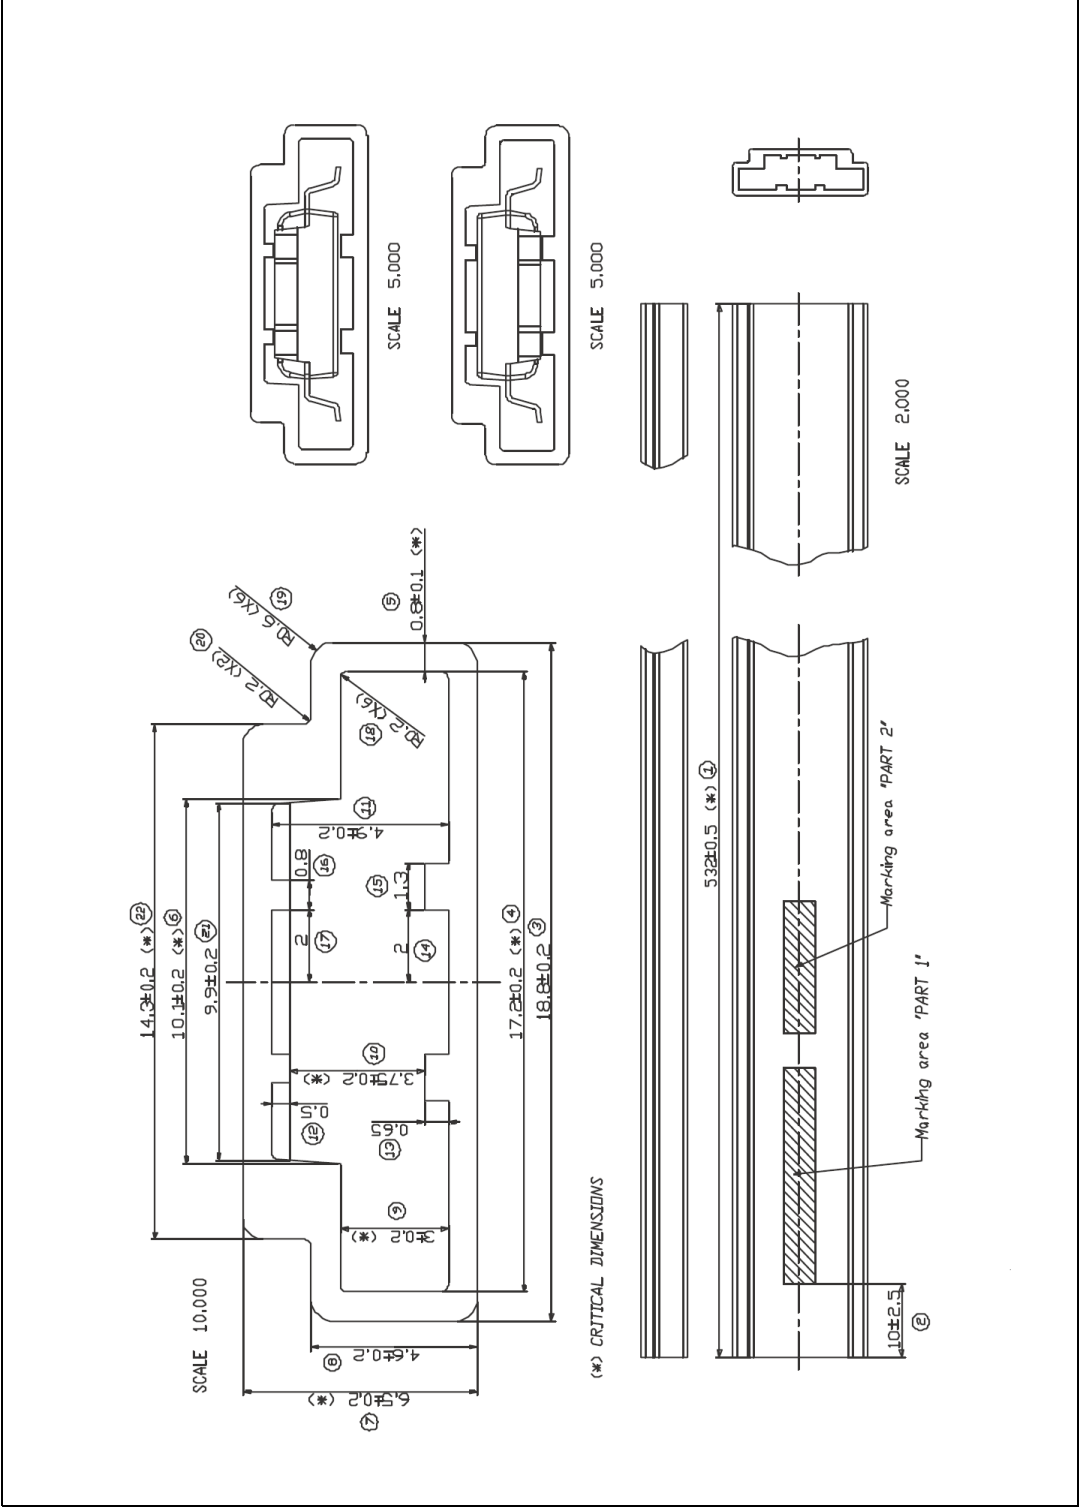 SCALE 5.000
SCALE 5.000
SCALE 2.000
SCALE 10.000
R0.6 (X6) 19
R0.2 (X2) 20
R0.2 (X6) 18
0.8±0.1 (*) 5
14.3±0.2 (*) 22
10.1±0.2 (*) 6
9.9±0.2 21
4.9±0.2 11
0.8 16
2 17
1.3 15
2 14
17.2±0.2 (*) 4
18.8±0.2 3
3.75±0.2 (*) 10
0.5 12
0.65 13
3±0.2 (*) 9
4.6±0.2 8
6.5±0.2 (*) 7
(*) CRITICAL DIMENSIONS
532±0.5 (*) 1
Marking area "PART 2"
Marking area "PART 1"
10±2.5 2